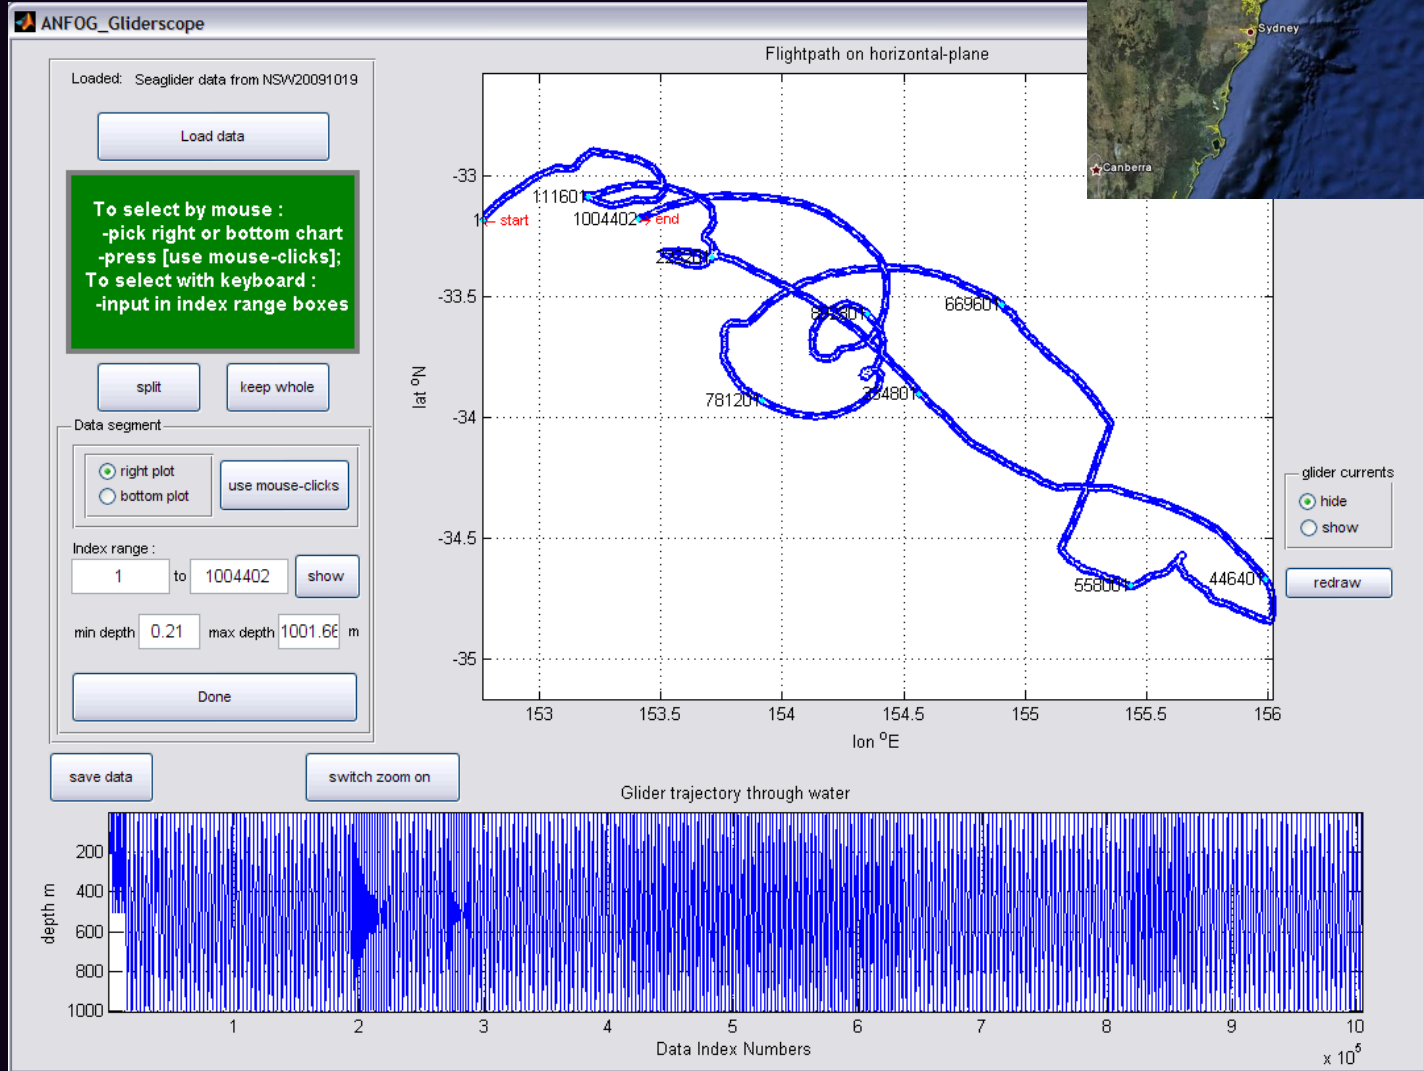 ANFOG_Gliderscope
Sydney
Canberra
Loaded: Seaglider data from NSW20091019
Load data
To select by mouse :
-pick right or bottom chart
-press [use mouse-clicks];
To select with keyboard :
-input in index range boxes
split
keep whole
Data segment
right plot
bottom plot
use mouse-clicks
Index range :
1 to 1004402 show
min depth 0.21 max depth 1001.66 m
Done
save data
switch zoom on
Flightpath on horizontal-plane
lat °N
-33
-33.5
-34
-34.5
-35
1
start
111601
1004402
end
669601
781201
558001
446401
153 153.5 154 154.5 155 155.5 156
lon °E
glider currents
hide
show
redraw
Glider trajectory through water
depth m
200
400
600
800
1000
1 2 3 4 5 6 7 8 9 10
x 10⁵
Data Index Numbers